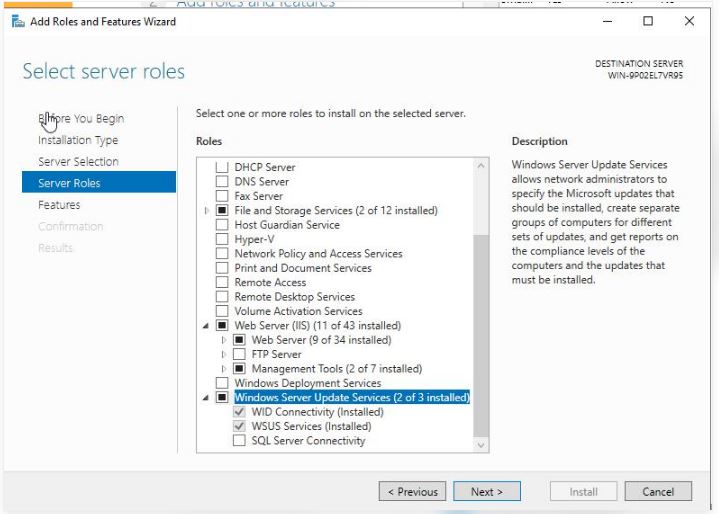 2 Add roles and features
Add Roles and Features Wizard
Select server roles
DESTINATION SERVER
WIN-9P02EL7VR95
Before You Begin
Installation Type
Server Selection
Server Roles
Features
Confirmation
Results
Select one or more roles to install on the selected server.
Roles
DHCP Server
DNS Server
Fax Server
File and Storage Services (2 of 12 installed)
Host Guardian Service
Hyper-V
Network Policy and Access Services
Print and Document Services
Remote Access
Remote Desktop Services
Volume Activation Services
Web Server (IIS) (11 of 43 installed)
Web Server (9 of 34 installed)
FTP Server
Management Tools (2 of 7 installed)
Windows Deployment Services
Windows Server Update Services (2 of 3 installed)
WID Connectivity (Installed)
WSUS Services (Installed)
SQL Server Connectivity
Description
Windows Server Update Services
allows network administrators to
specify the Microsoft updates that
should be installed, create separate
groups of computers for different
sets of updates, and get reports on
the compliance levels of the
computers and the updates that
must be installed.
< Previous
Next >
Install
Cancel